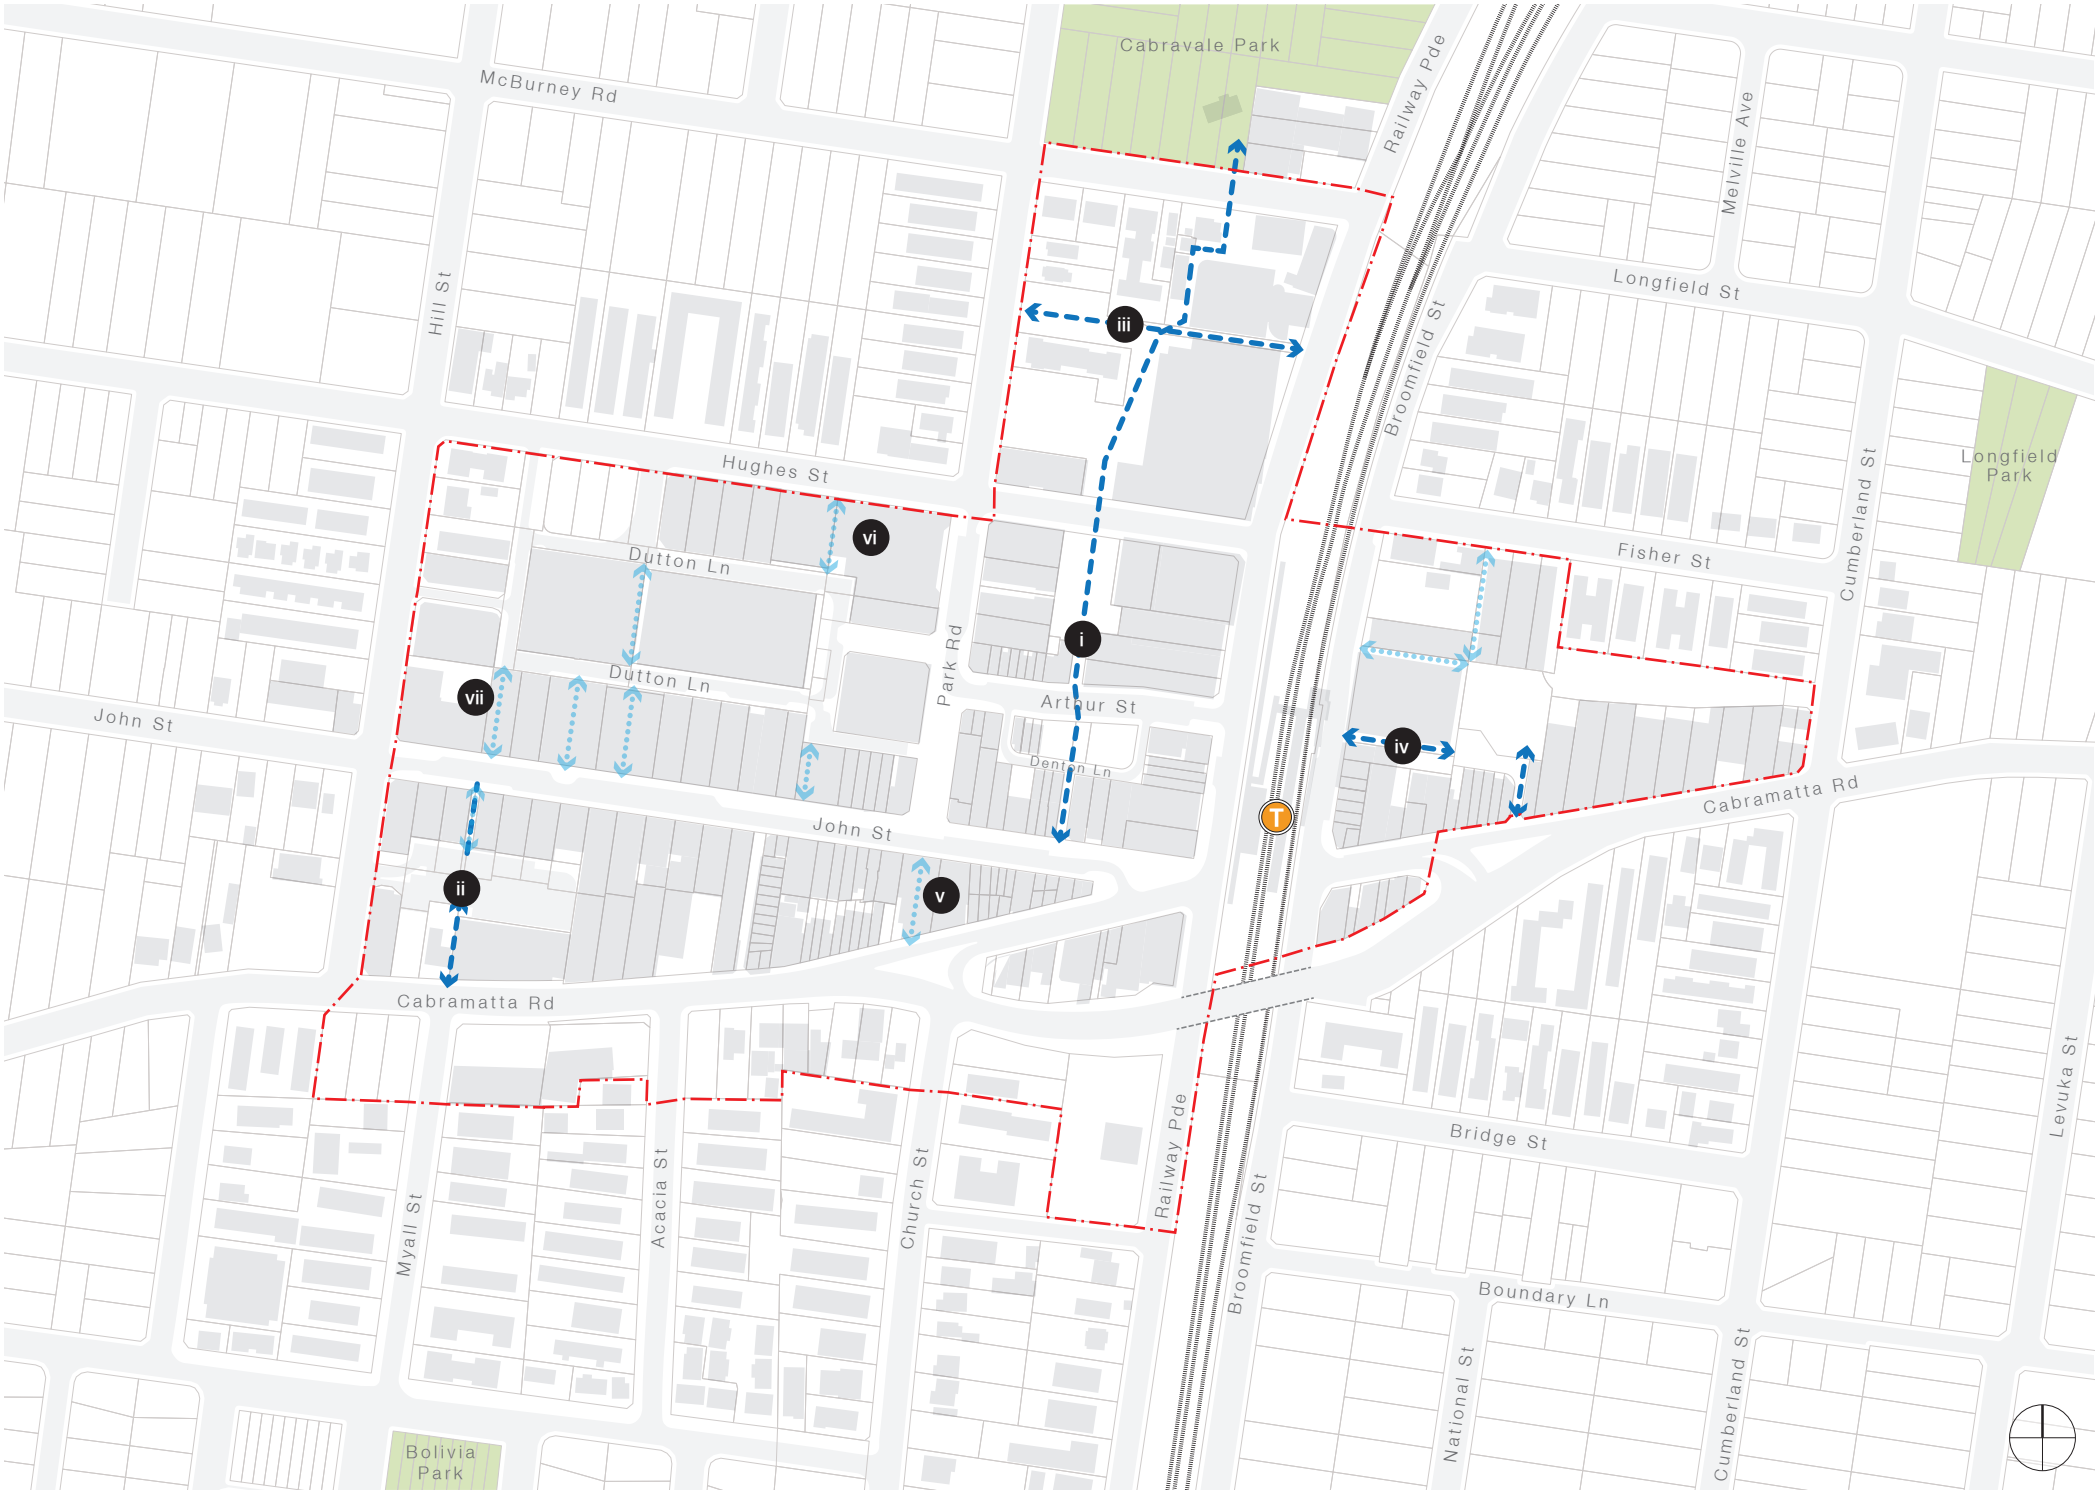 Cabravale Park
McBurney Rd
Railway Pde
Melville Ave
Hill St
Longfield St
iii
Broomfield St
Hughes St
Longfield
Park
Cumberland St
vi
Dutton Ln
Fisher St
i
Park Rd
Dutton Ln
vii
Arthur St
John St
iv
Denton Ln
Cabramatta Rd
T
John St
ii
v
Cabramatta Rd
Levuka St
Railway Pde
Bridge St
Acacia St
Church St
Myall St
Broomfield St
Boundary Ln
National St
Cumberland St
Bolivia
Park